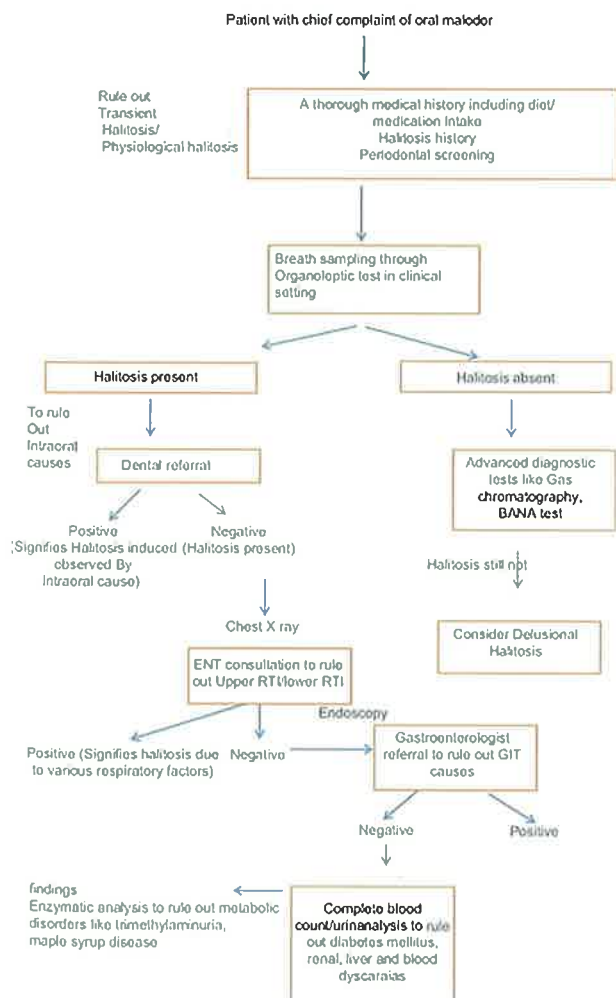 Patient with chief complaint of oral malodor
Rule out
Transient
Halitosis/
Physiological halitosis
A thorough medical history including diet/
medication Intake
Halitosis history
Periodontal screening
Breath sampling through
Organoleptic test in clinical
setting
Halitosis present
Halitosis absent
To rule
Out
Intraoral
causes
Dental referral
Advanced diagnostic
tests like Gas
chromatography,
BANA test
Positive
(Signifies Halitosis induced
observed By
Intraoral cause)
Negative
(Halitosis present)
Halitosis still not
Chest X ray
Consider Delusional
Halitosis
ENT consultation to rule
out Upper RTI/lower RTI
Endoscopy
Positive (Signifies halitosis due
to various respiratory factors)
Negative
Gastroenterologist
referral to rule out GIT
causes
Negative
Positive
findings
Enzymatic analysis to rule out metabolic
disorders like trimethylaminuria,
maple syrup disease
Complete blood
count/urinanalysis to rule
out diabetes mellitus,
renal, liver and blood
dyscaraias